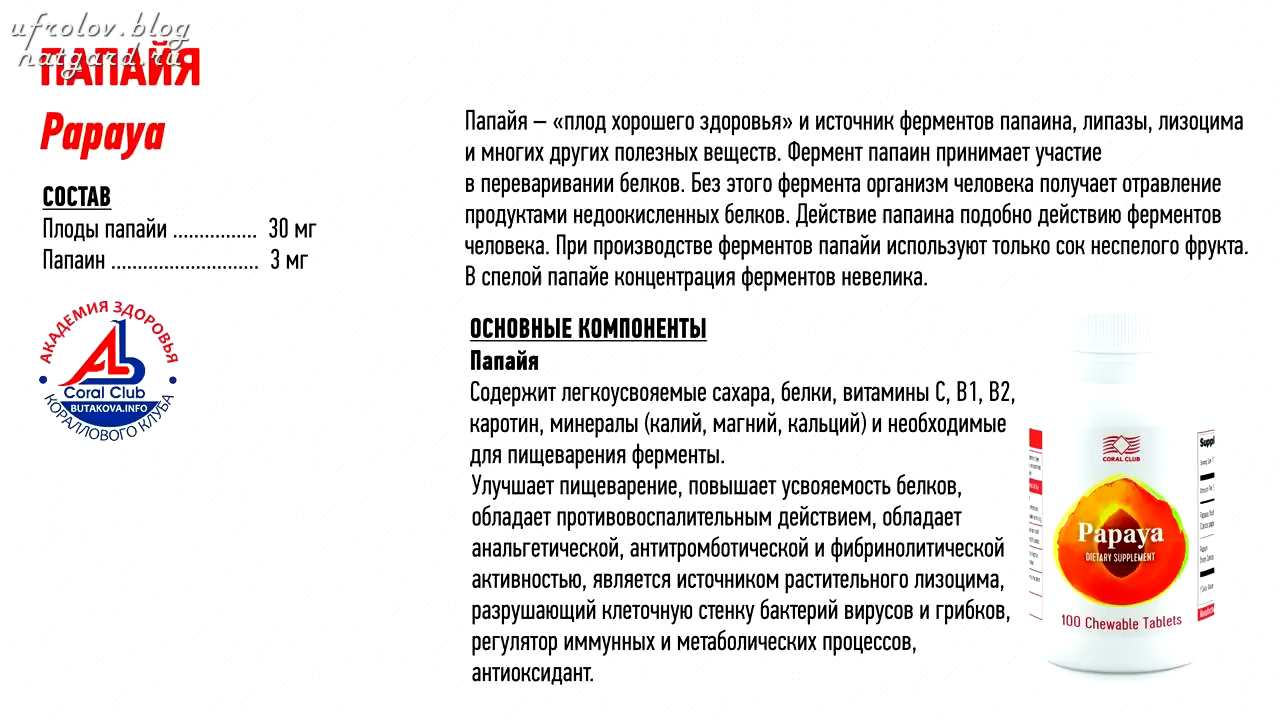 ufrolov.blog
natgard.ru
ПАПАЙЯ
Papaya
СОСТАВ
Плоды папайи ................ 30 мг
Папаин ............................ 3 мг
АКАДЕМИЯ ЗДОРОВЬЯ
Coral Club
BUTAKOVA.INFO
КОРАЛЛОВОГО КЛУБА
Папайя – «плод хорошего здоровья» и источник ферментов папаина, липазы, лизоцима
и многих других полезных веществ. Фермент папаин принимает участие
в переваривании белков. Без этого фермента организм человека получает отравление
продуктами недоокисленных белков. Действие папаина подобно действию ферментов
человека. При производстве ферментов папайи используют только сок неспелого фрукта.
В спелой папайе концентрация ферментов невелика.
ОСНОВНЫЕ КОМПОНЕНТЫ
Папайя
Содержит легкоусвояемые сахара, белки, витамины С, В1, В2,
каротин, минералы (калий, магний, кальций) и необходимые
для пищеварения ферменты.
Улучшает пищеварение, повышает усвояемость белков,
обладает противовоспалительным действием, обладает
анальгетической, антитромботической и фибринолитической
активностью, является источником растительного лизоцима,
разрушающий клеточную стенку бактерий вирусов и грибков,
регулятор иммунных и метаболических процессов,
антиоксидант.
CORAL CLUB
Papaya
DIETARY SUPPLEMENT
100 Chewable Tablets